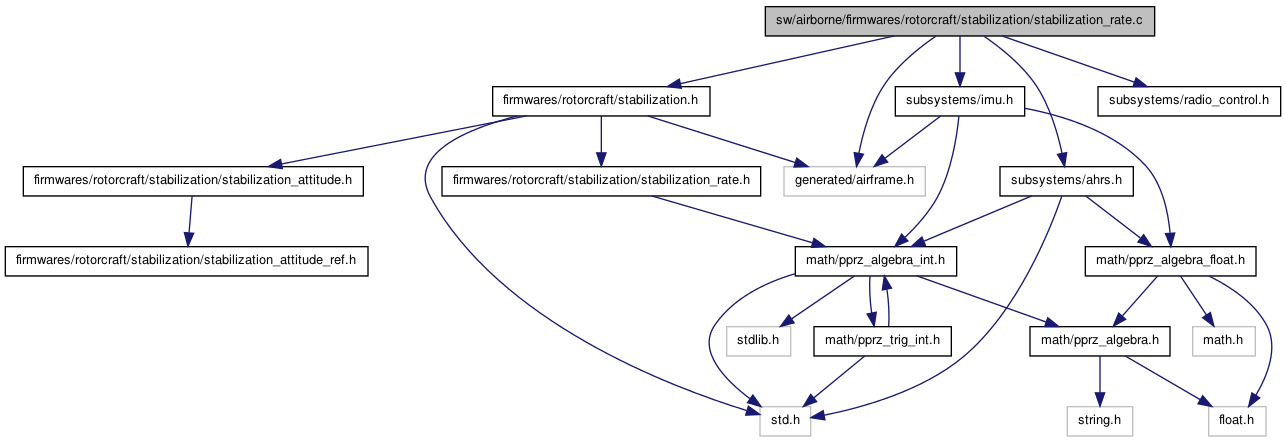 sw/airborne/firmwares/rotorcraft/stabilization/stabilization_rate.c
firmwares/rotorcraft/stabilization.h
subsystems/imu.h
subsystems/radio_control.h
firmwares/rotorcraft/stabilization/stabilization_attitude.h
firmwares/rotorcraft/stabilization/stabilization_rate.h
generated/airframe.h
subsystems/ahrs.h
firmwares/rotorcraft/stabilization/stabilization_attitude_ref.h
math/pprz_algebra_int.h
math/pprz_algebra_float.h
stdlib.h
math/pprz_trig_int.h
math/pprz_algebra.h
math.h
std.h
string.h
float.h